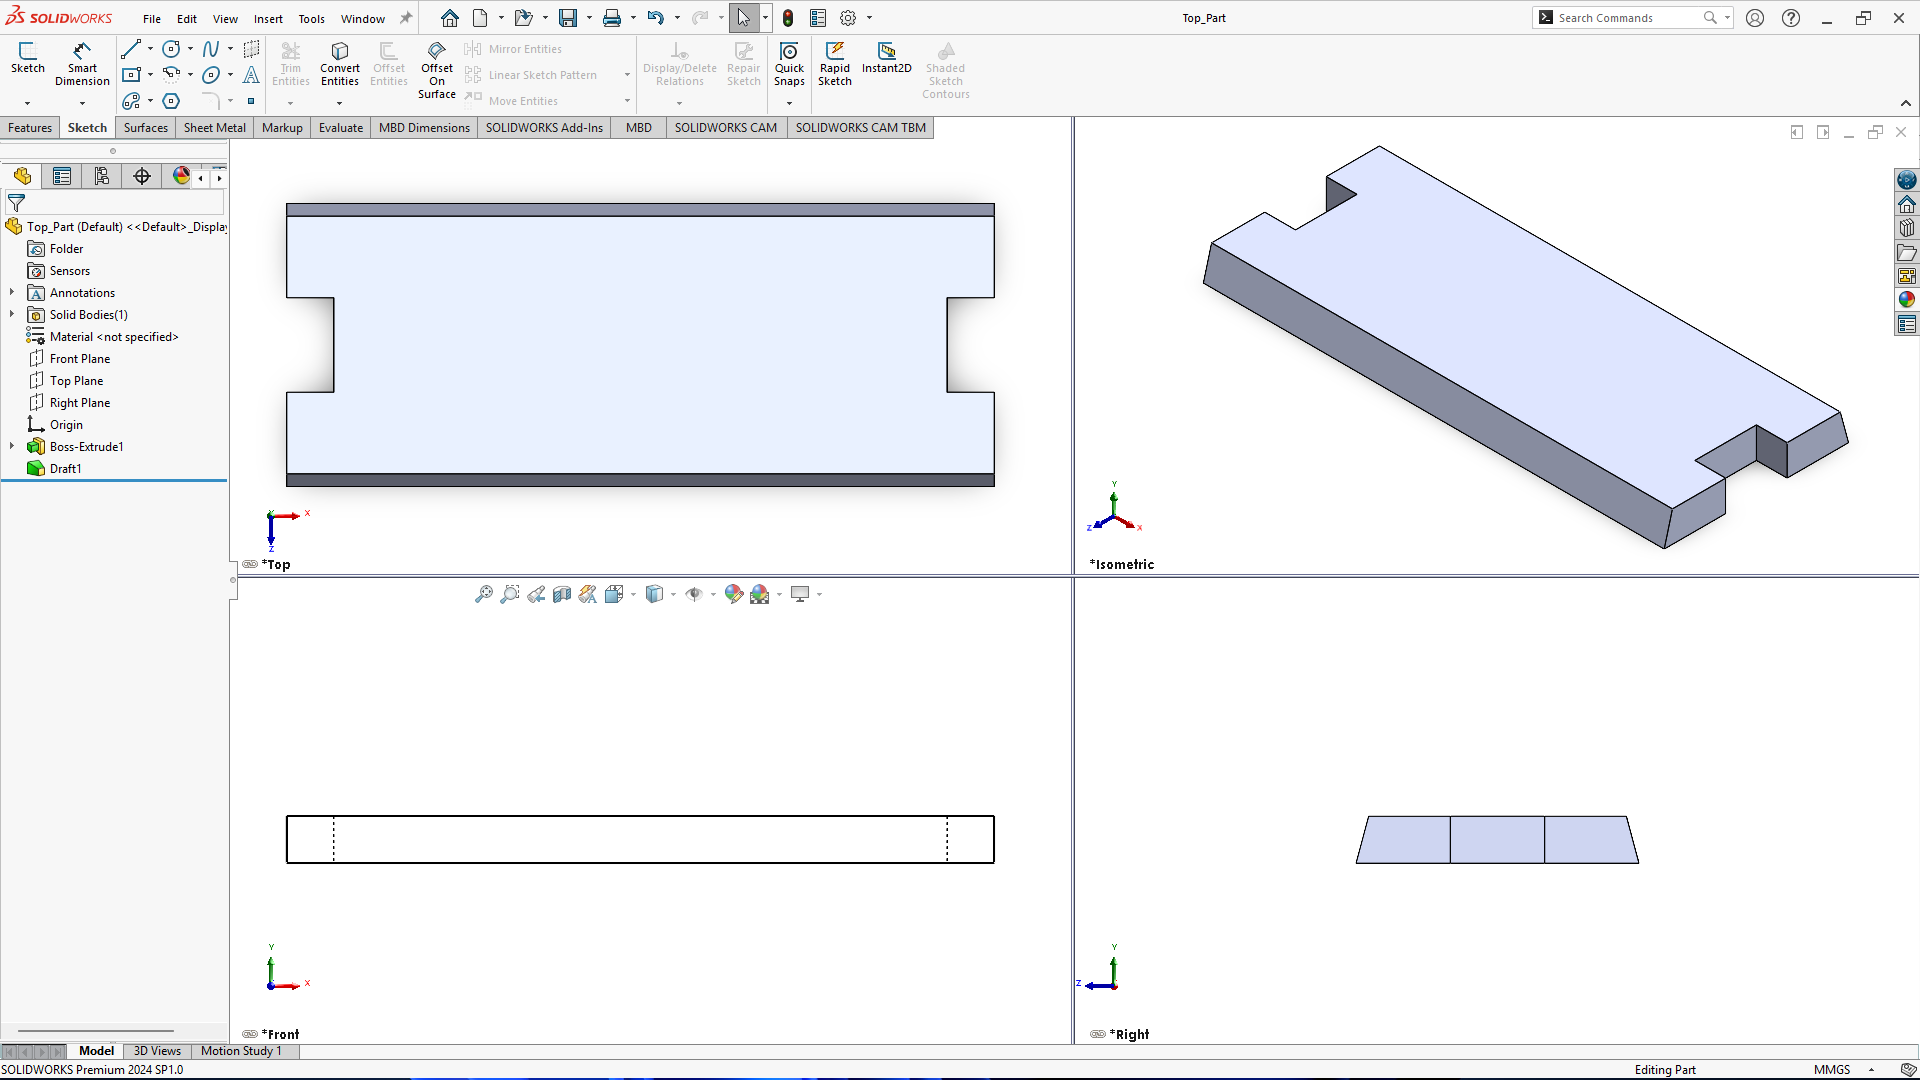 SOLIDWORKS File Edit View Insert Tools Window Top_Part Search Commands
Sketch Smart Dimension Trim Entities Convert Entities Offset Entities Offset On Surface Mirror Entities Linear Sketch Pattern Move Entities Display/Delete Relations Repair Sketch Quick Snaps Rapid Sketch Instant2D Shaded Sketch Contours
Features Sketch Surfaces Sheet Metal Markup Evaluate MBD Dimensions SOLIDWORKS Add-Ins MBD SOLIDWORKS CAM SOLIDWORKS CAM TBM
Top_Part (Default) <<Default>_Display
Folder
Sensors
Annotations
Solid Bodies(1)
Material <not specified>
Front Plane
Top Plane
Right Plane
Origin
Boss-Extrude1
Draft1
Y X Z
*Top
Y Z X
*Isometric
Y X
*Front
Y Z
*Right
Model 3D Views Motion Study 1
SOLIDWORKS Premium 2024 SP1.0 Editing Part MMGS